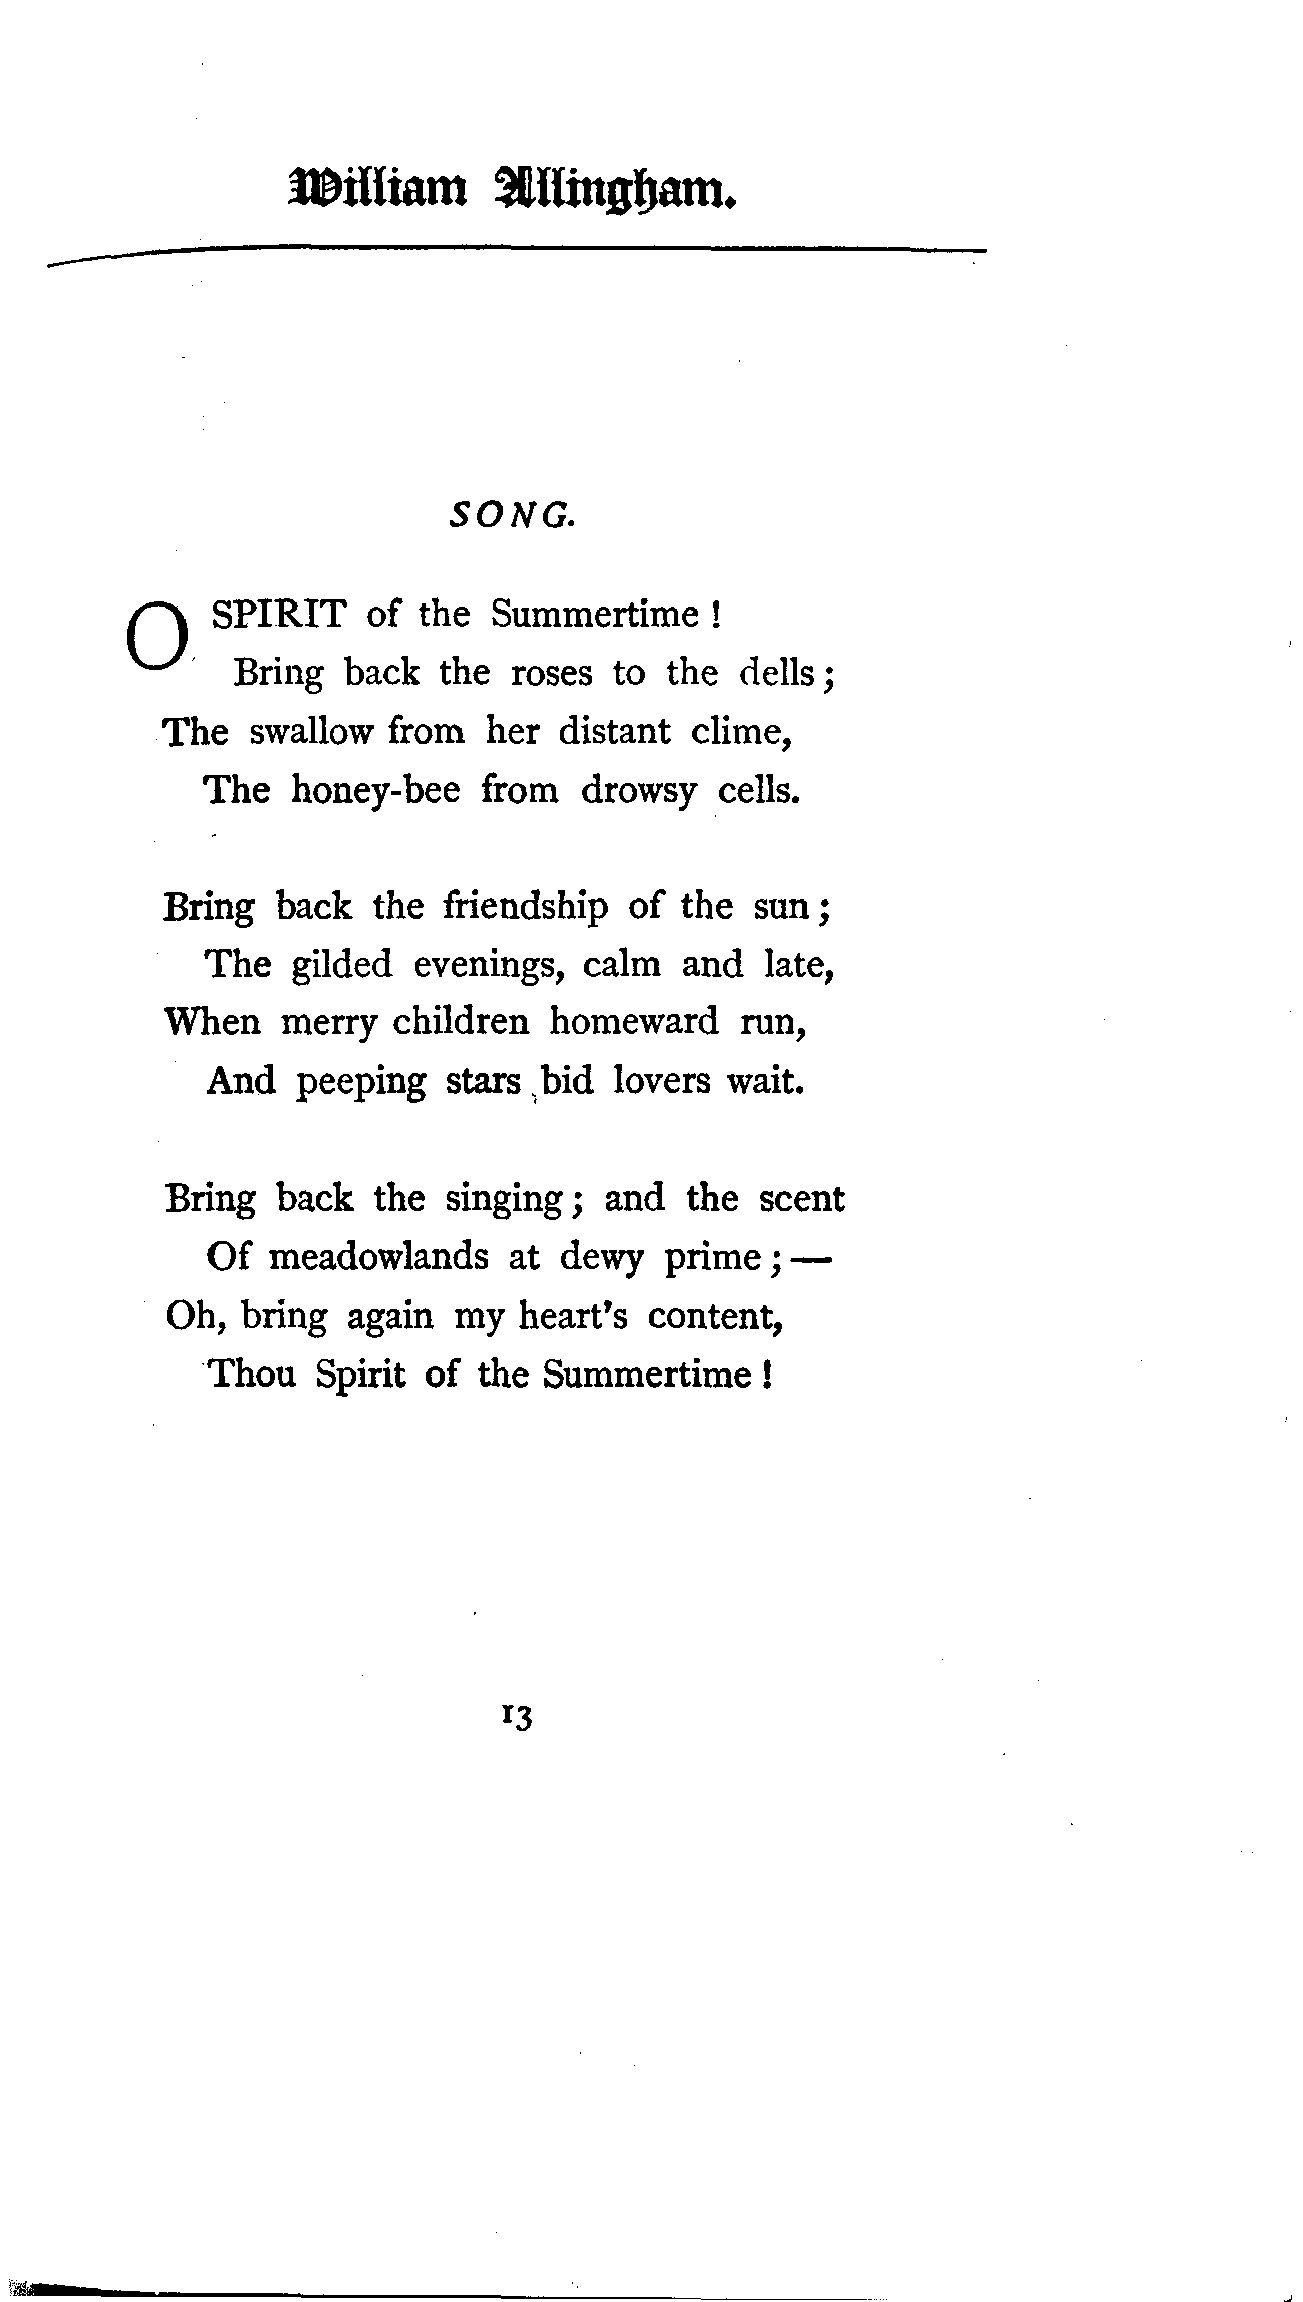 William Allingham.
SONG.
O SPIRIT of the Summertime !
Bring back the roses to the dells ;
The swallow from her distant clime,
The honey-bee from drowsy cells.
Bring back the friendship of the sun ;
The gilded evenings, calm and late,
When merry children homeward run,
And peeping stars bid lovers wait.
Bring back the singing ; and the scent
Of meadowlands at dewy prime ; —
Oh, bring again my heart's content,
Thou Spirit of the Summertime !
13